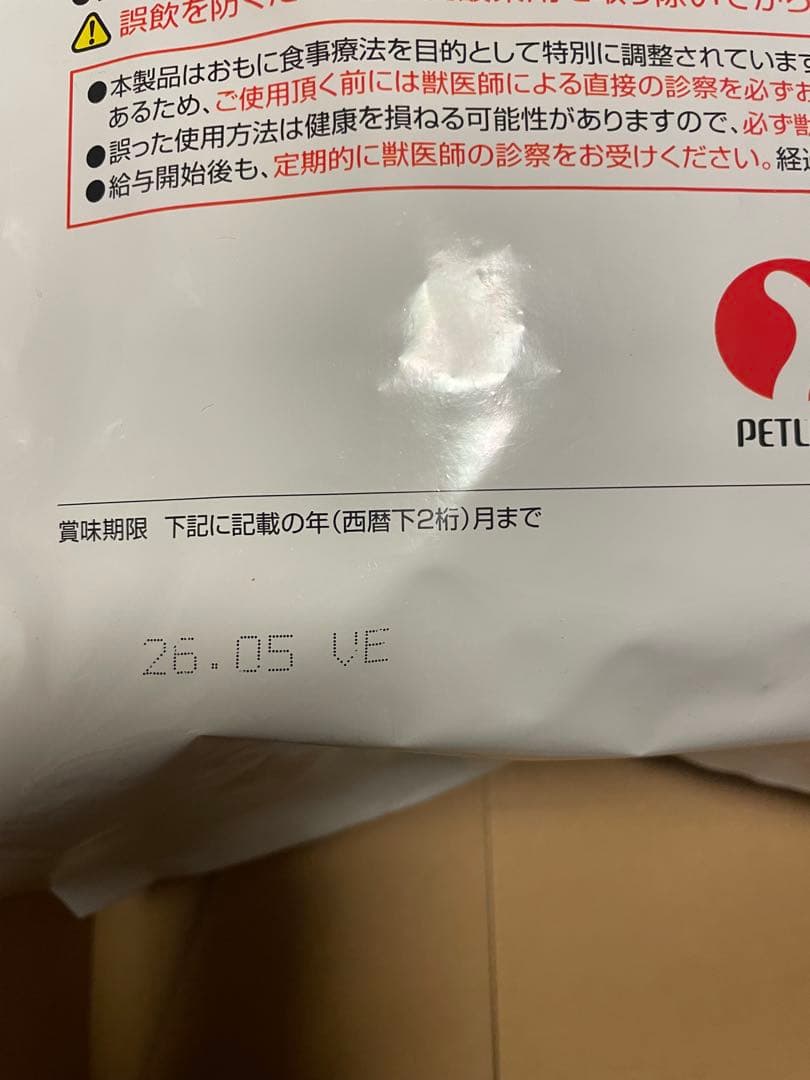 誤飲を防ぐた
●本製品はおもに食事療法を目的として特別に調整されています
あるため、ご使用頂く前には獣医師による直接の診察を必ずお
●誤った使用方法は健康を損ねる可能性がありますので、必ず獣
●給与開始後も、定期的に獣医師の診察をお受けください。経過
PETL
賞味期限 下記に記載の年(西暦下2桁)月まで
26.05 VE